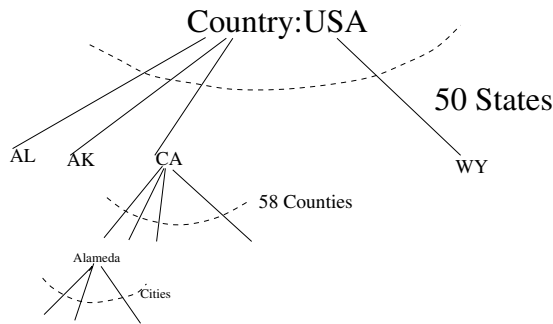 Country:USA
50 States
AL
AK
CA
WY
58 Counties
Alameda
Cities